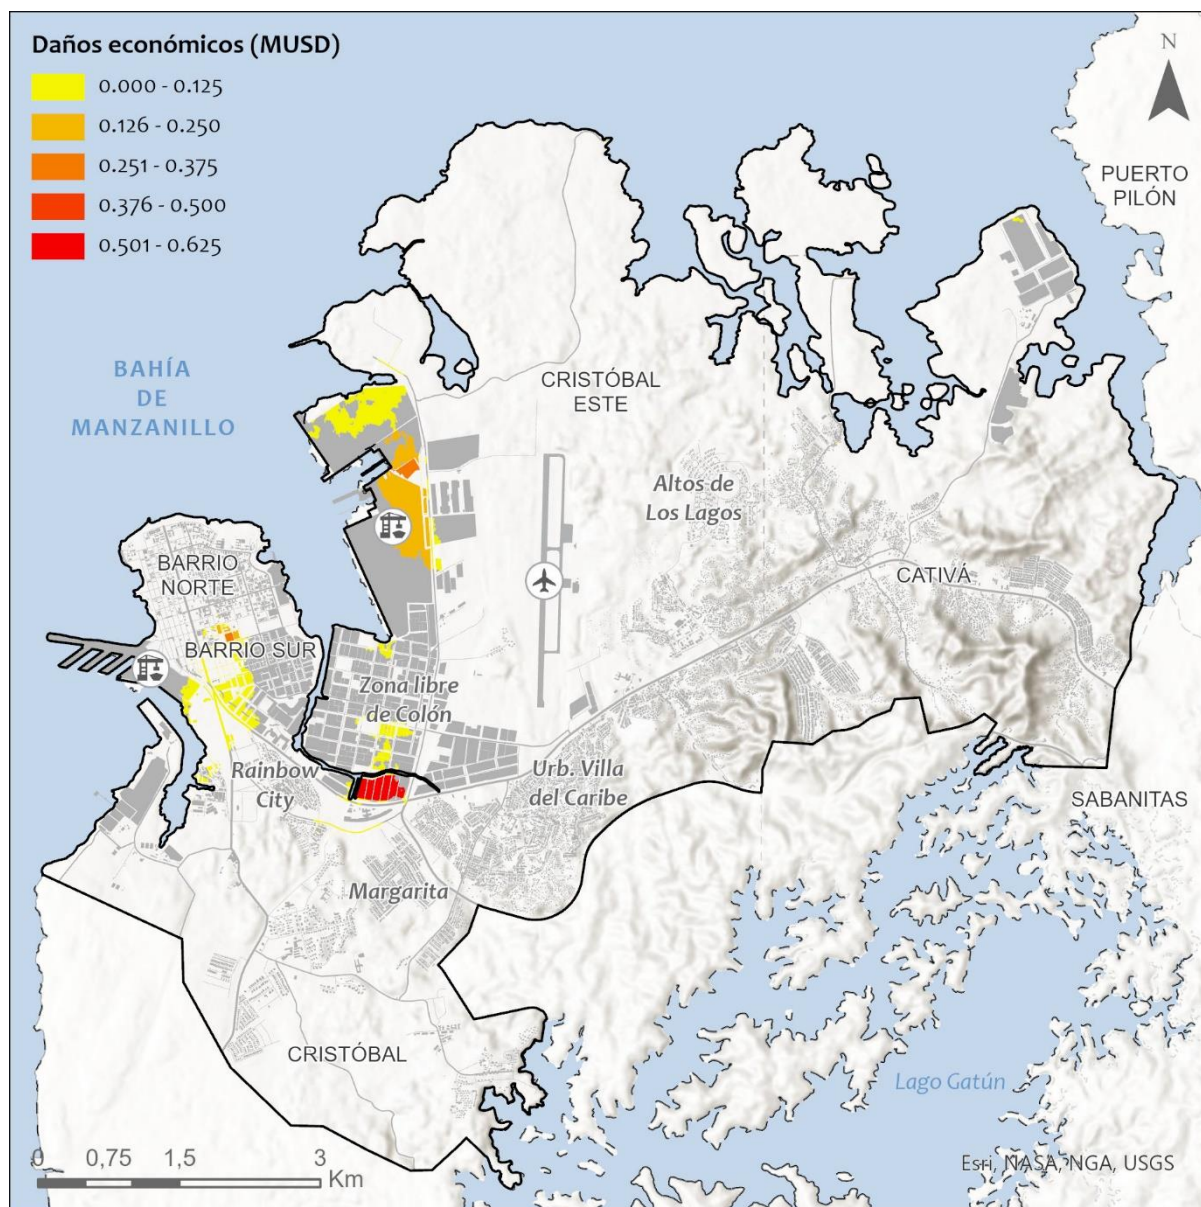 Daños económicos (MUSD)
0.000 - 0.125
0.126 - 0.250
0.251 - 0.375
0.376 - 0.500
0.501 - 0.625
N
PUERTO
PILÓN
BAHÍA
DE
MANZANILLO
CRISTÓBAL
ESTE
Altos de
Los Lagos
BARRIO
NORTE
CATIVÁ
BARRIO SUR
Zona libre
de Colón
Rainbow
City
Urb. Villa
del Caribe
SABANITAS
Margarita
CRISTÓBAL
Lago Gatún
0 0,75 1,5 3
Km
Esri, NASA, NGA, USGS